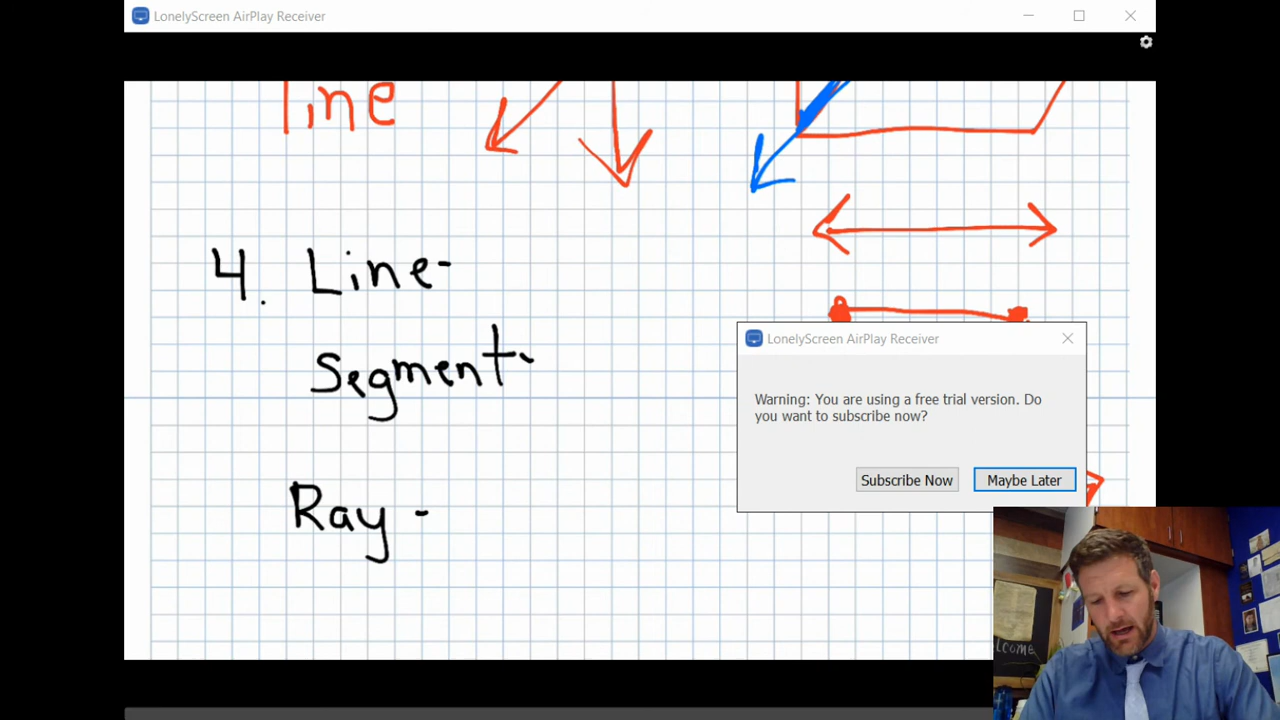 LonelyScreen AirPlay Receiver
line
4. Line-
Segment-
Ray -
LonelyScreen AirPlay Receiver
Warning: You are using a free trial version. Do
you want to subscribe now?
Subscribe Now
Maybe Later
elcome